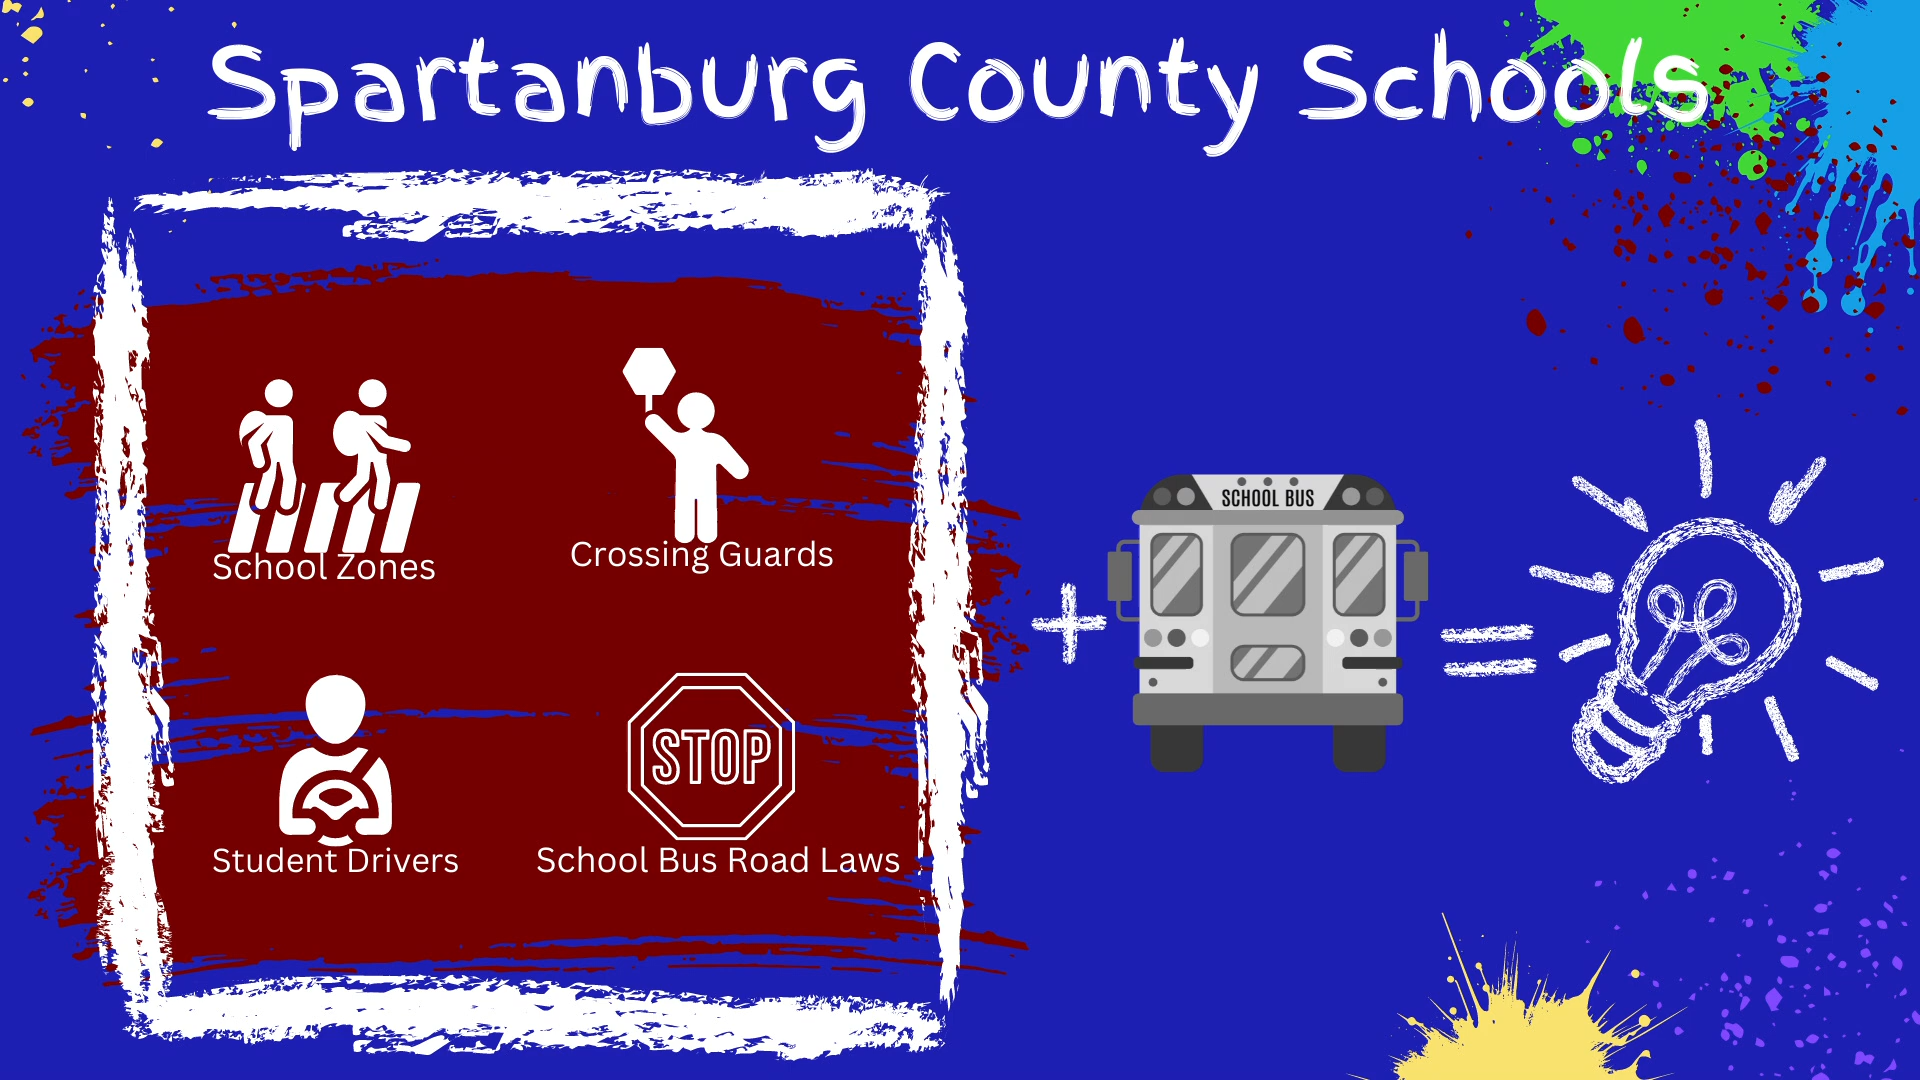 Spartanburg County Schools
School Zones
Crossing Guards
SCHOOL BUS
STOP
Student Drivers
School Bus Road Laws